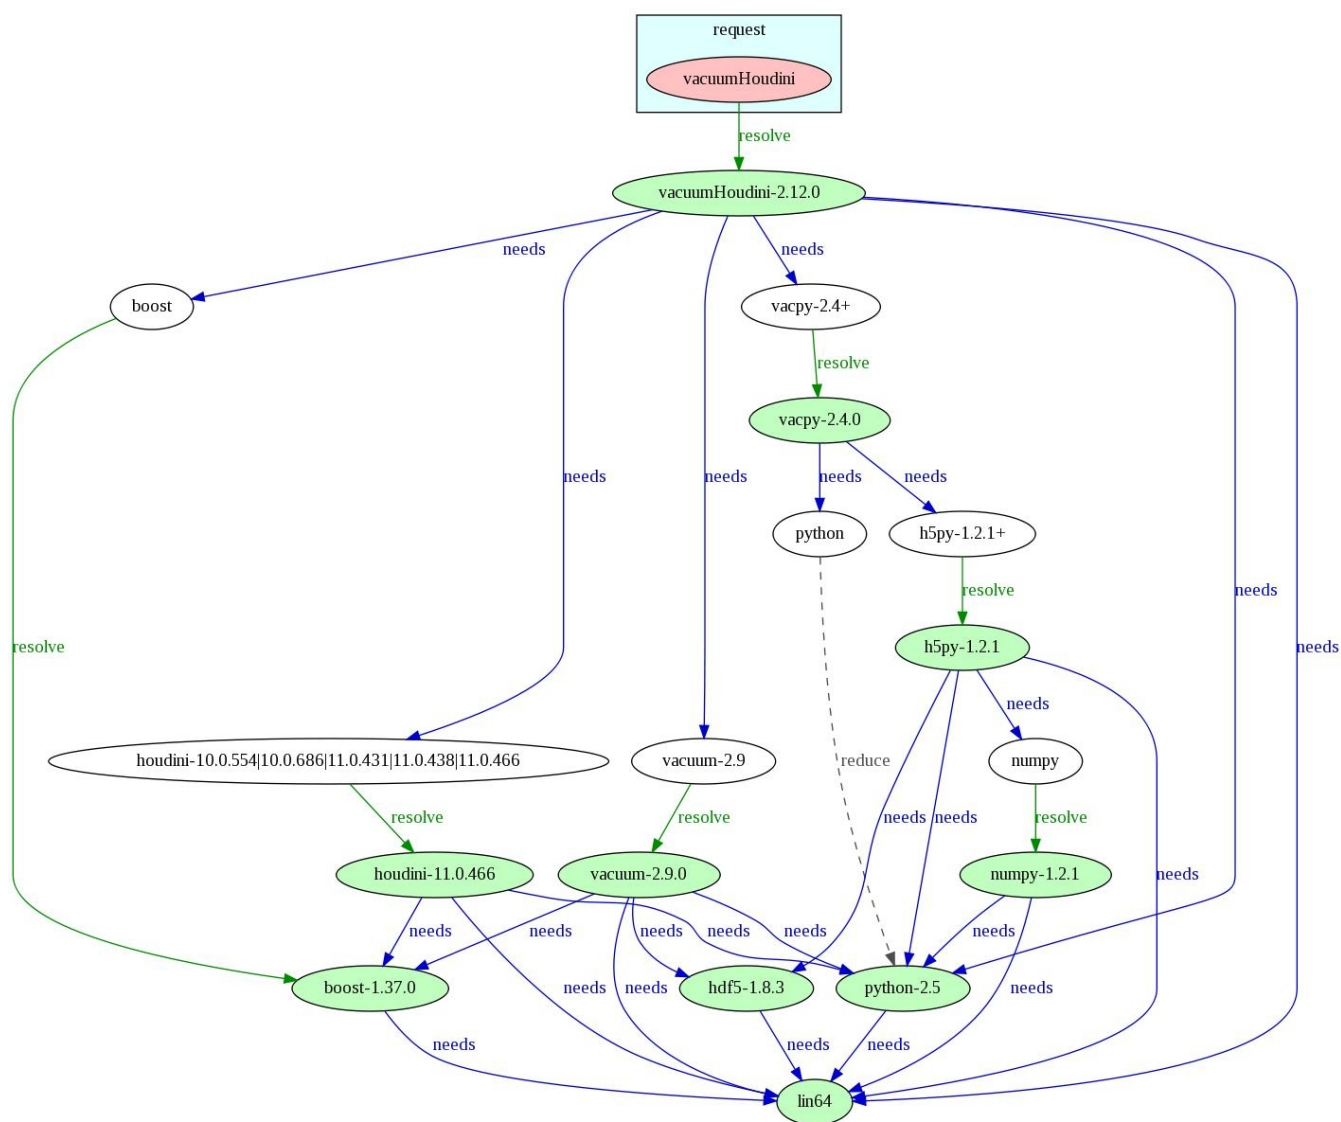 request
vacuumHoudini
resolve
vacuumHoudini-2.12.0
needs
needs
boost
vacpy-2.4+
resolve
vacpy-2.4.0
needs
needs
needs
needs
python
h5py-1.2.1+
resolve
needs
resolve
h5py-1.2.1
needs
needs
houdini-10.0.554|10.0.686|11.0.431|11.0.438|11.0.466
vacuum-2.9
reduce
numpy
resolve
resolve
needs
needs
resolve
houdini-11.0.466
vacuum-2.9.0
numpy-1.2.1
needs
needs
needs
needs
needs
needs
needs
boost-1.37.0
needs
needs
hdf5-1.8.3
python-2.5
needs
needs
needs
needs
lin64